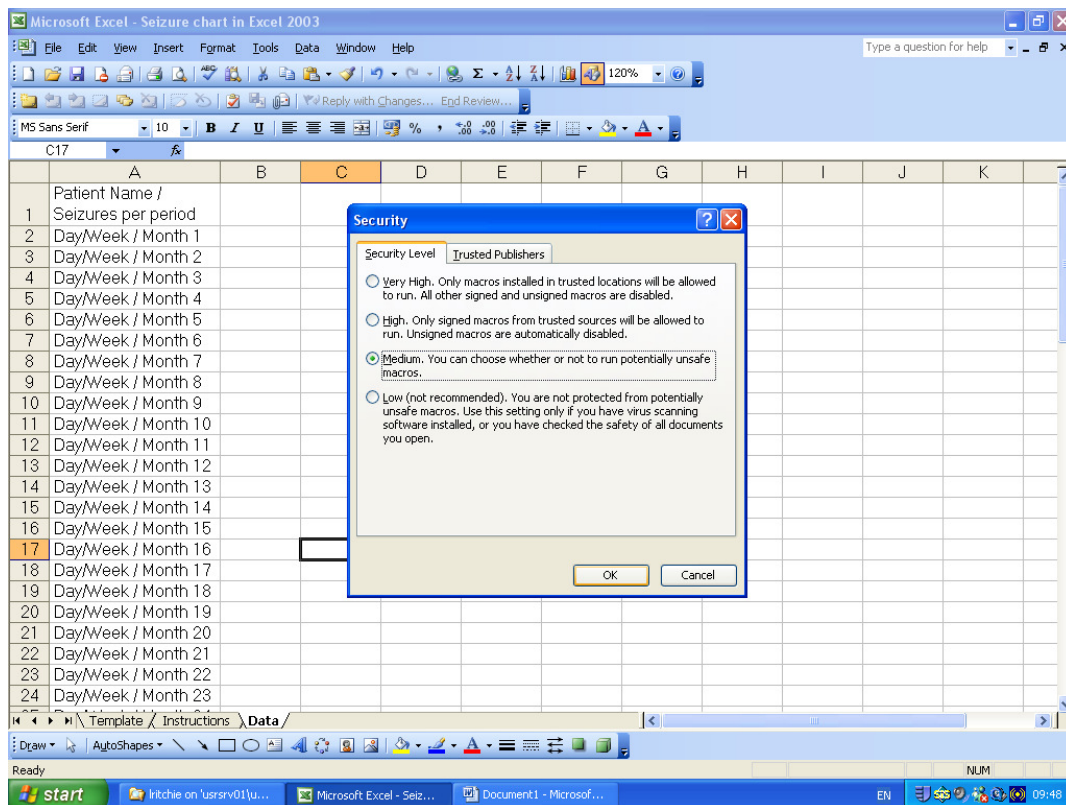 Microsoft Excel - Seizure chart in Excel 2003
File Edit View Insert Format Tools Data Window Help
Type a question for help
120%
Reply with Changes... End Review...
MS Sans Serif 10 B I U
C17 fx
A B C D E F G H I J K
Patient Name /
1 Seizures per period
2 Day/Week / Month 1
3 Day/Week / Month 2
4 Day/Week / Month 3
5 Day/Week / Month 4
6 Day/Week / Month 5
7 Day/Week / Month 6
8 Day/Week / Month 7
9 Day/Week / Month 8
10 Day/Week / Month 9
11 Day/Week / Month 10
12 Day/Week / Month 11
13 Day/Week / Month 12
14 Day/Week / Month 13
15 Day/Week / Month 14
16 Day/Week / Month 15
17 Day/Week / Month 16
18 Day/Week / Month 17
19 Day/Week / Month 18
20 Day/Week / Month 19
21 Day/Week / Month 20
22 Day/Week / Month 21
23 Day/Week / Month 22
24 Day/Week / Month 23
Security
Security Level Trusted Publishers
Very High. Only macros installed in trusted locations will be allowed
to run. All other signed and unsigned macros are disabled.
High. Only signed macros from trusted sources will be allowed to
run. Unsigned macros are automatically disabled.
Medium. You can choose whether or not to run potentially unsafe
macros.
Low (not recommended). You are not protected from potentially
unsafe macros. Use this setting only if you have virus scanning
software installed, or you have checked the safety of all documents
you open.
OK Cancel
Template Instructions Data
Draw AutoShapes
Ready NUM
start lritchie on 'usrsrv01\u... Microsoft Excel - Seiz... Document1 - Microsof... EN 09:48